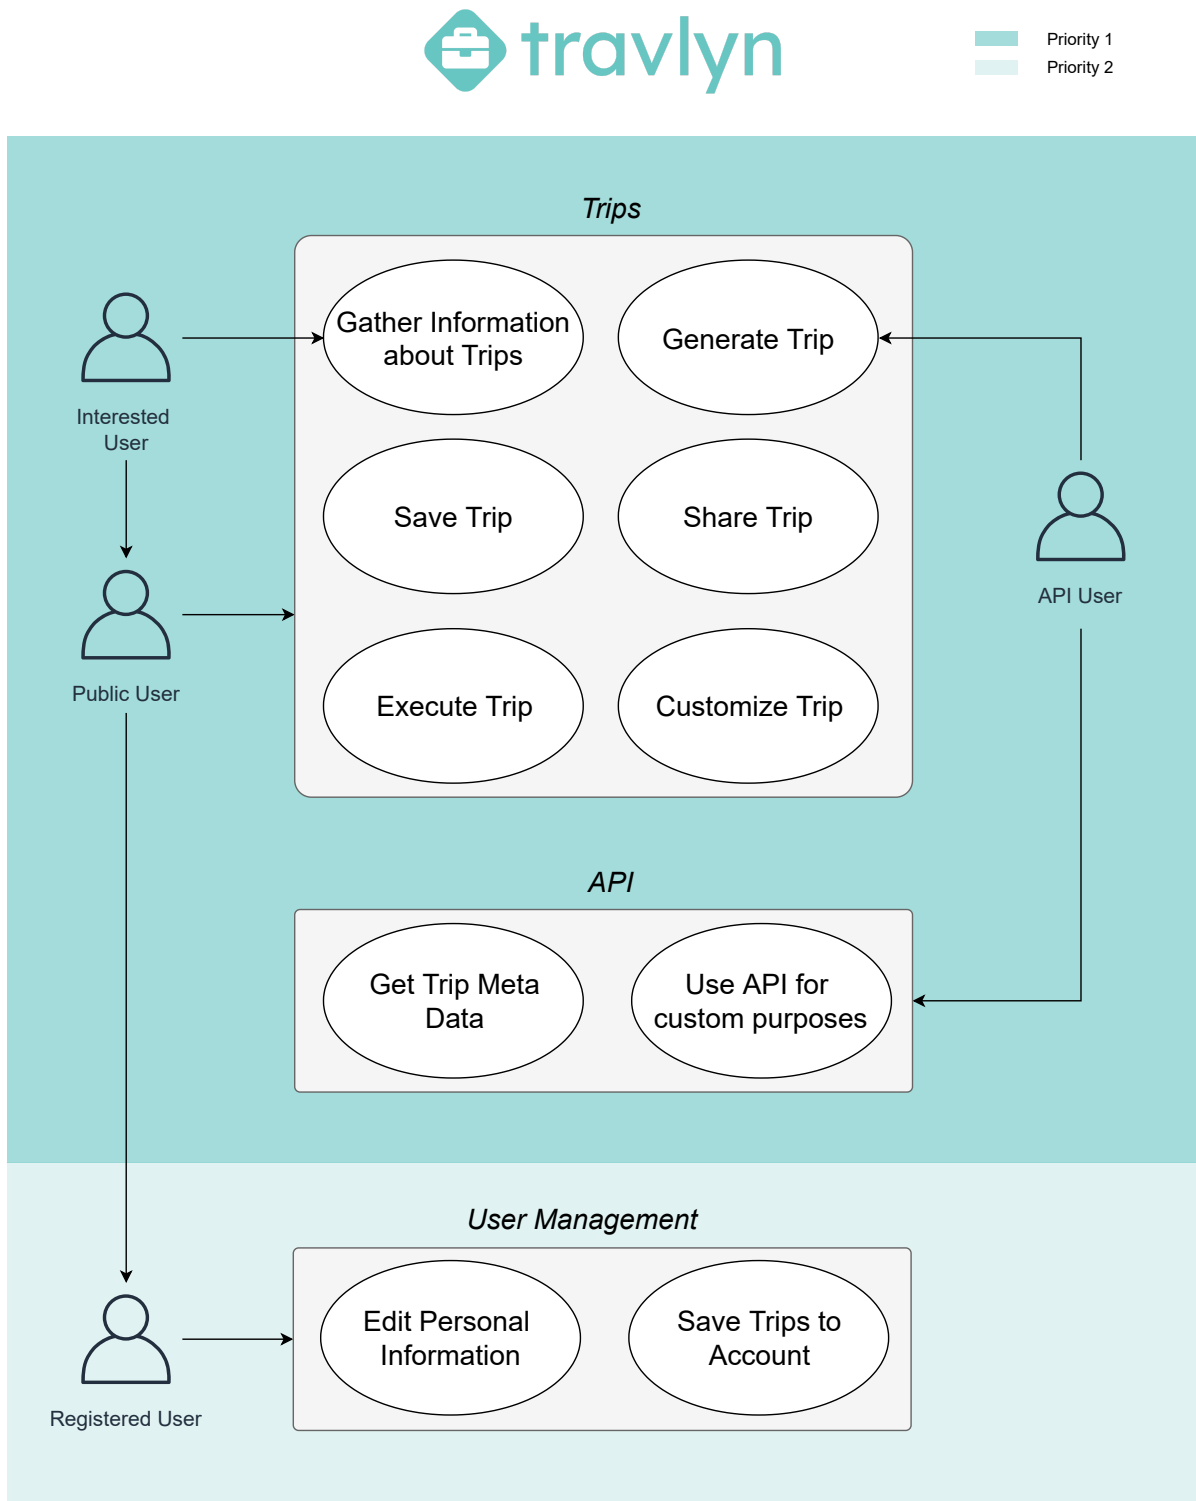 travlyn
Priority 1
Priority 2
Trips
Gather Information
about Trips
Generate Trip
Interested
User
Save Trip
Share Trip
API User
Public User
Execute Trip
Customize Trip
API
Get Trip Meta
Data
Use API for
custom purposes
User Management
Edit Personal
Information
Save Trips to
Account
Registered User